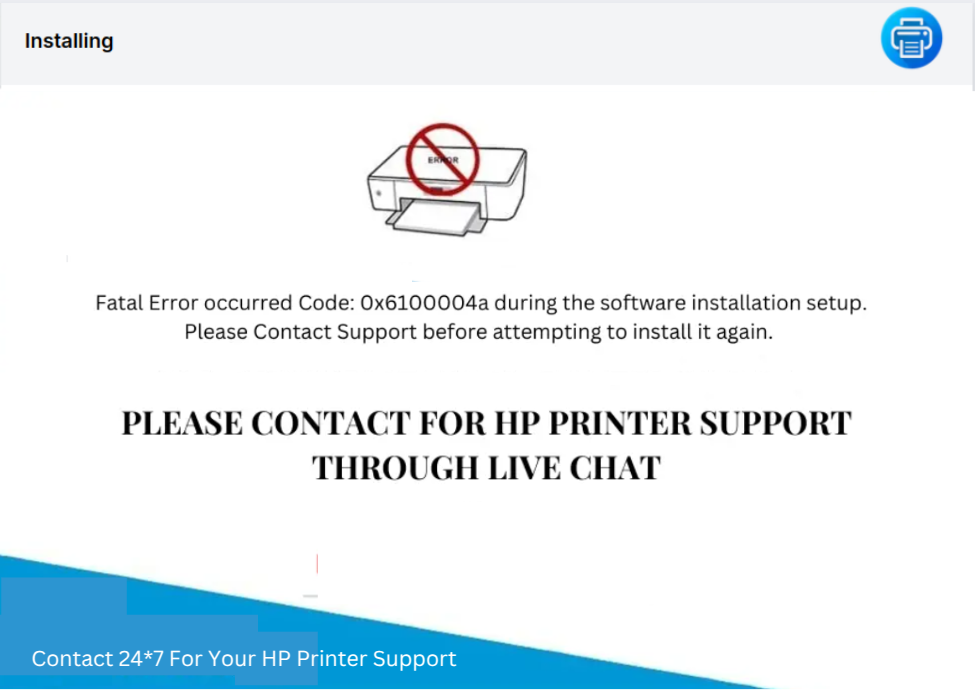 Installing
ERROR
Fatal Error occurred Code: 0x6100004a during the software installation setup.
Please Contact Support before attempting to install it again.
PLEASE CONTACT FOR HP PRINTER SUPPORT
THROUGH LIVE CHAT
Contact 24*7 For Your HP Printer Support